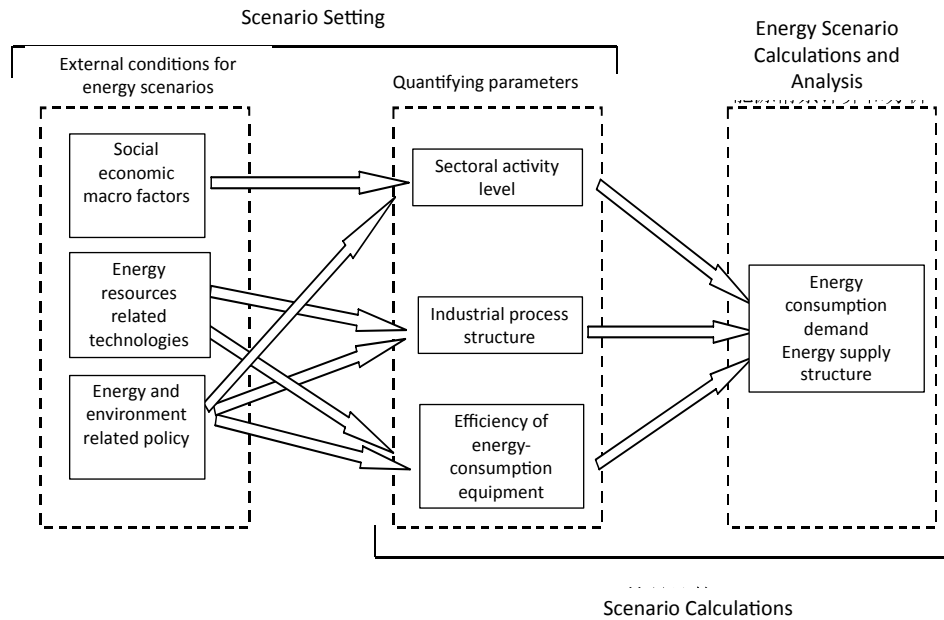 Scenario Setting
External conditions for
energy scenarios
Social
economic
macro factors
Energy
resources
related
technologies
Energy and
environment
related policy
Quantifying parameters
Sectoral activity
level
Industrial process
structure
Efficiency of
energy-
consumption
equipment
Energy Scenario
Calculations and
Analysis
Energy
consumption
demand
Energy supply
structure
Scenario Calculations